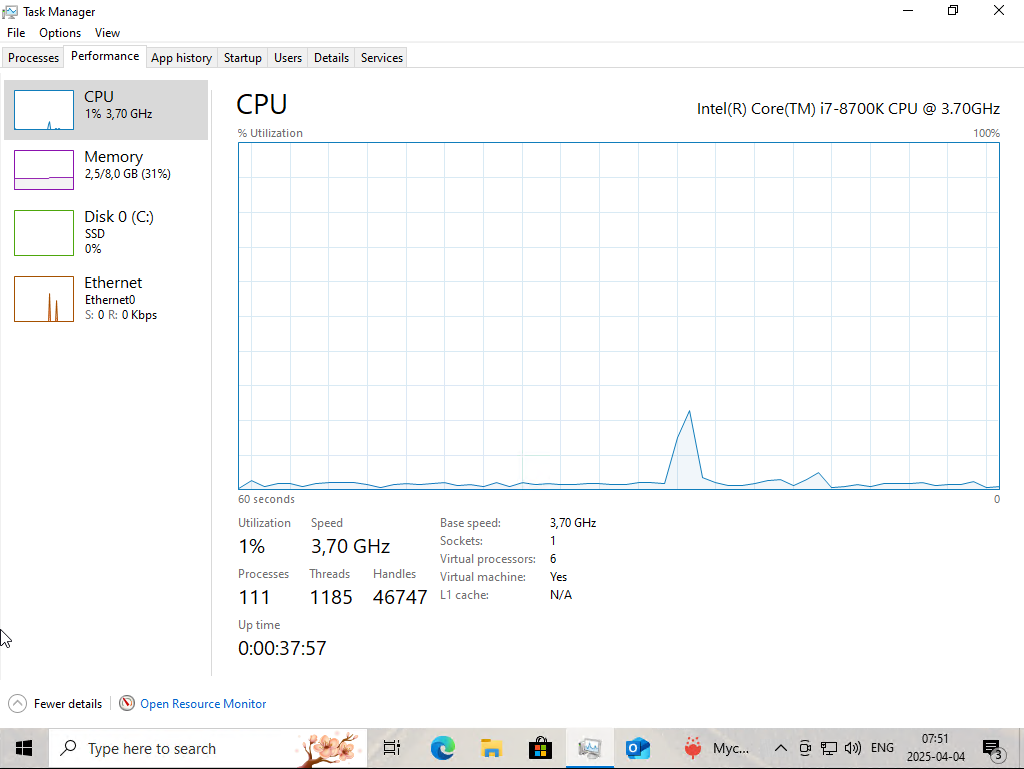 Task Manager
File Options View
Processes Performance App history Startup Users Details Services
CPU
1% 3,70 GHz
Memory
2,5/8,0 GB (31%)
Disk 0 (C:)
SSD
0%
Ethernet
Ethernet0
S: 0 R: 0 Kbps
CPU
Intel(R) Core(TM) i7-8700K CPU @ 3.70GHz
% Utilization 100%
60 seconds 0
Utilization Speed
1% 3,70 GHz
Processes Threads Handles
111 1185 46747
Up time
0:00:37:57
Base speed: 3,70 GHz
Sockets: 1
Virtual processors: 6
Virtual machine: Yes
L1 cache: N/A
Fewer details Open Resource Monitor
Type here to search
Myc...
ENG
07:51
2025-04-04
3